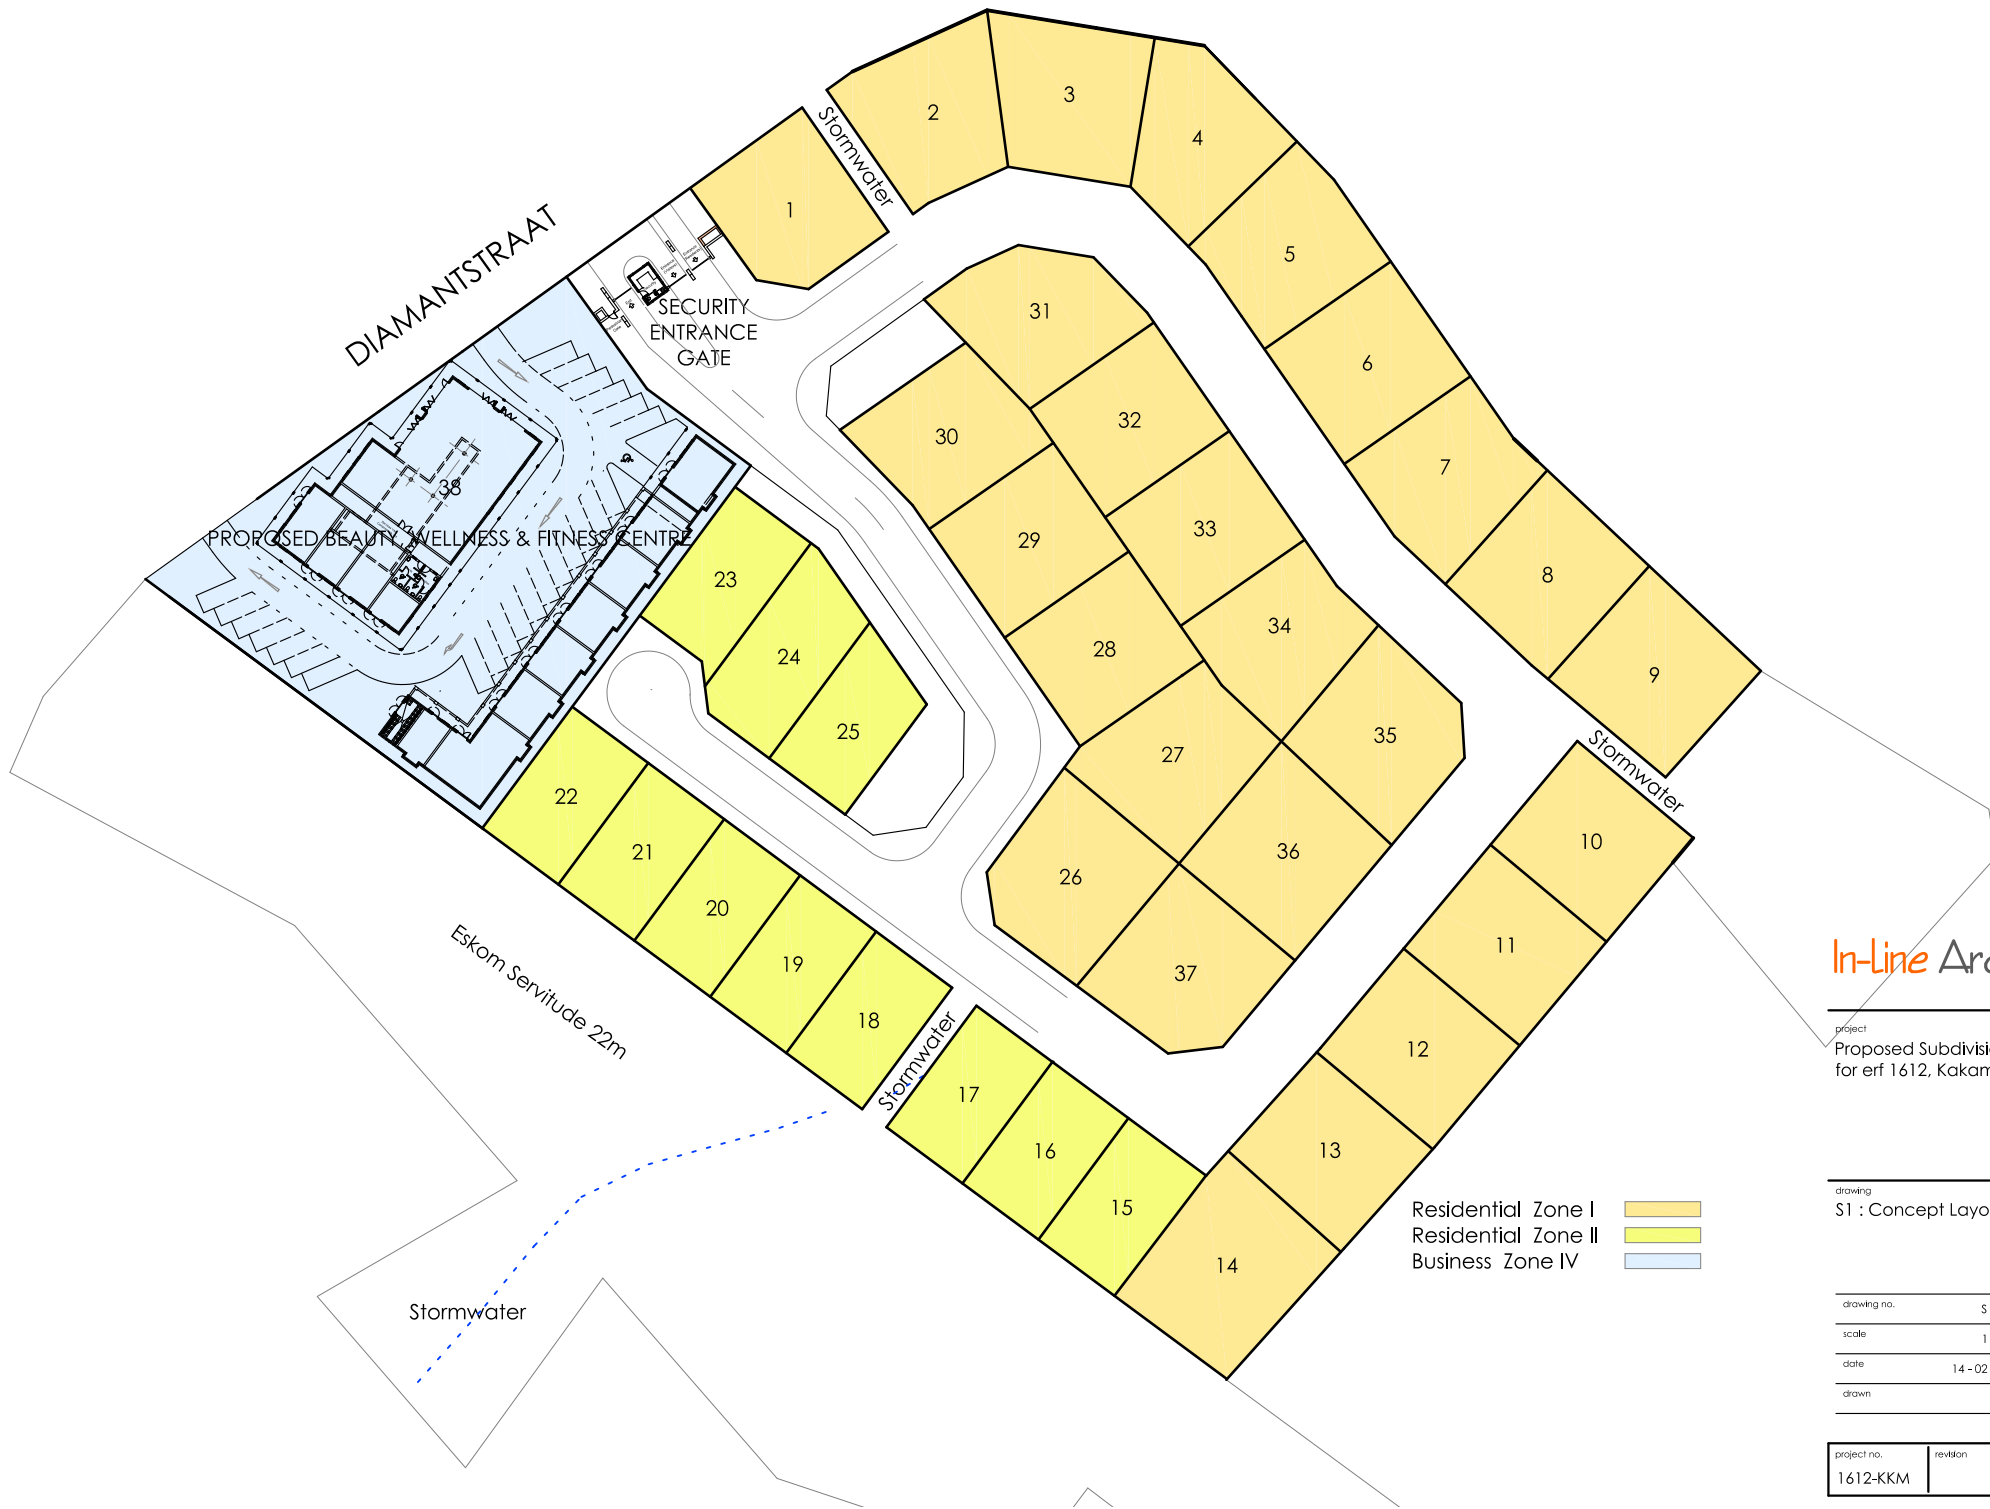 DIAMANTSTRAAT
SECURITY
ENTRANCE
GATE
Stormwater
1
2
3
4
5
6
7
8
9
Stormwater
10
11
12
13
14
15
16
17
Stormwater
18
19
20
21
22
23
24
25
26
27
28
29
30
31
32
33
34
35
36
37
38
PROPOSED BEAUTY, WELLNESS & FITNESS CENTRE
Eskom Servitude 22m
Stormwater
Residential Zone I
Residential Zone II
Business Zone IV
In-Line Arc
project
Proposed Subdivisi
for erf 1612, Kakam
drawing
S1 : Concept Layo
drawing no. S
scale 1
date 14 - 02
drawn
project no. revision
1612-KKM